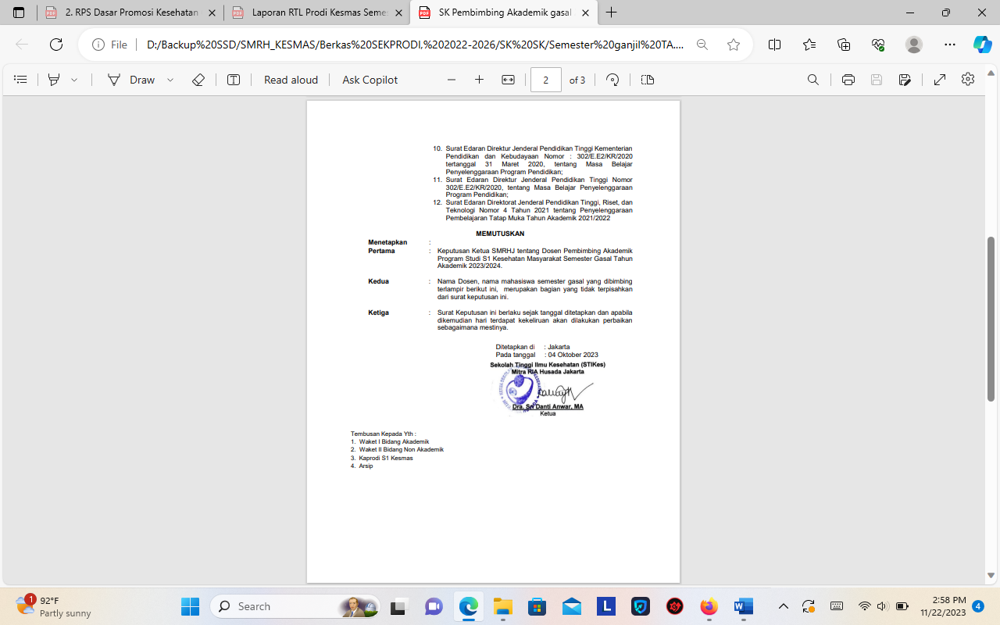 2. RPS Dasar Promosi Kesehatan
Laporan RTL Prodi Kesmas Seme
SK Pembimbing Akademik gasal
File
D:/Backup%20SSD/SMRH_KESMAS/Berkas%20SEKPRODI,%202022-2026/SK%20SK/Semester%20ganjil%20TA....
Draw
Read aloud
Ask Copilot
2 of 3
10. Surat Edaran Direktur Jenderal Pendidikan Tinggi Kementerian
Pendidikan dan Kebudayaan Nomor : 302/E.E2/KR/2020
tertanggal 31 Maret 2020, tentang Masa Belajar
Penyelenggaraan Program Pendidikan;
11. Surat Edaran Direktur Jenderal Pendidikan Tinggi Nomor
302/E.E2/KR/2020, tentang Masa Belajar Penyelenggaraan
Program Pendidikan;
12. Surat Edaran Direktorat Jenderal Pendidikan Tinggi, Riset, dan
Teknologi Nomor 4 Tahun 2021 tentang Penyelenggaraan
Pembelajaran Tatap Muka Tahun Akademik 2021/2022
MEMUTUSKAN
Menetapkan :
Pertama : Keputusan Ketua SMRHJ tentang Dosen Pembimbing Akademik
Program Studi S1 Kesehatan Masyarakat Semester Gasal Tahun
Akademik 2023/2024.
Kedua : Nama Dosen, nama mahasiswa semester gasal yang dibimbing
terlampir berikut ini, merupakan bagian yang tidak terpisahkan
dari surat keputusan ini.
Ketiga : Surat Keputusan ini berlaku sejak tanggal ditetapkan dan apabila
dikemudian hari terdapat kekeliruan akan dilakukan perbaikan
sebagaimana mestinya.
Ditetapkan di : Jakarta
Pada tanggal : 04 Oktober 2023
Sekolah Tinggi Ilmu Kesehatan (STIKes)
Mitra RIA Husada Jakarta
Dra. Sri Danti Anwar, MA
Ketua
Tembusan Kepada Yth :
1. Waket I Bidang Akademik
2. Waket II Bidang Non Akademik
3. Kaprodi S1 Kesmas
4. Arsip
1
92°F
Partly sunny
Search
2:58 PM
11/22/2023
4